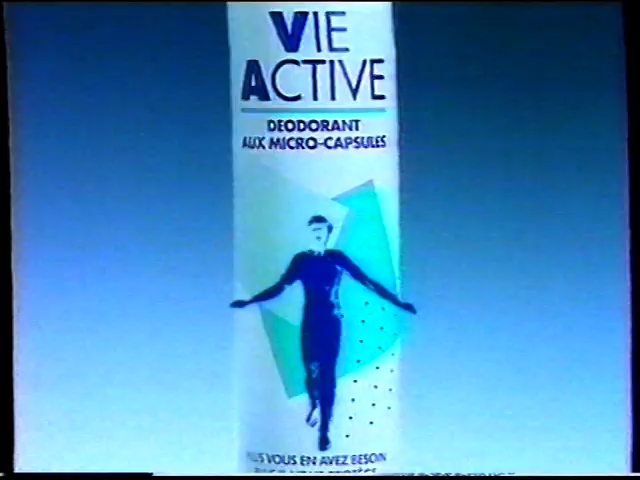 VIE
ACTIVE
DEODORANT
AUX MICRO-CAPSULES
VOUS EN AVEZ BESOIN